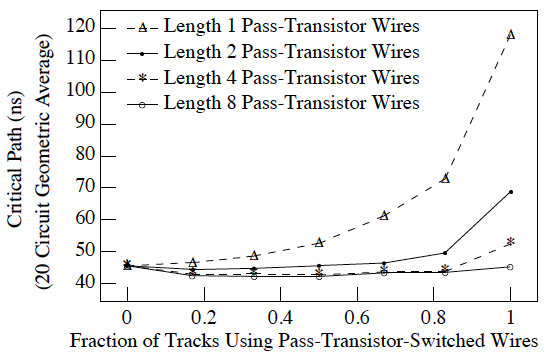 Length 1 Pass-Transistor Wires
Length 2 Pass-Transistor Wires
Length 4 Pass-Transistor Wires
Length 8 Pass-Transistor Wires
Critical Path (ns)
(20 Circuit Geometric Average)
120
110
100
90
80
70
60
50
40
0
0.2
0.4
0.6
0.8
1
Fraction of Tracks Using Pass-Transistor-Switched Wires